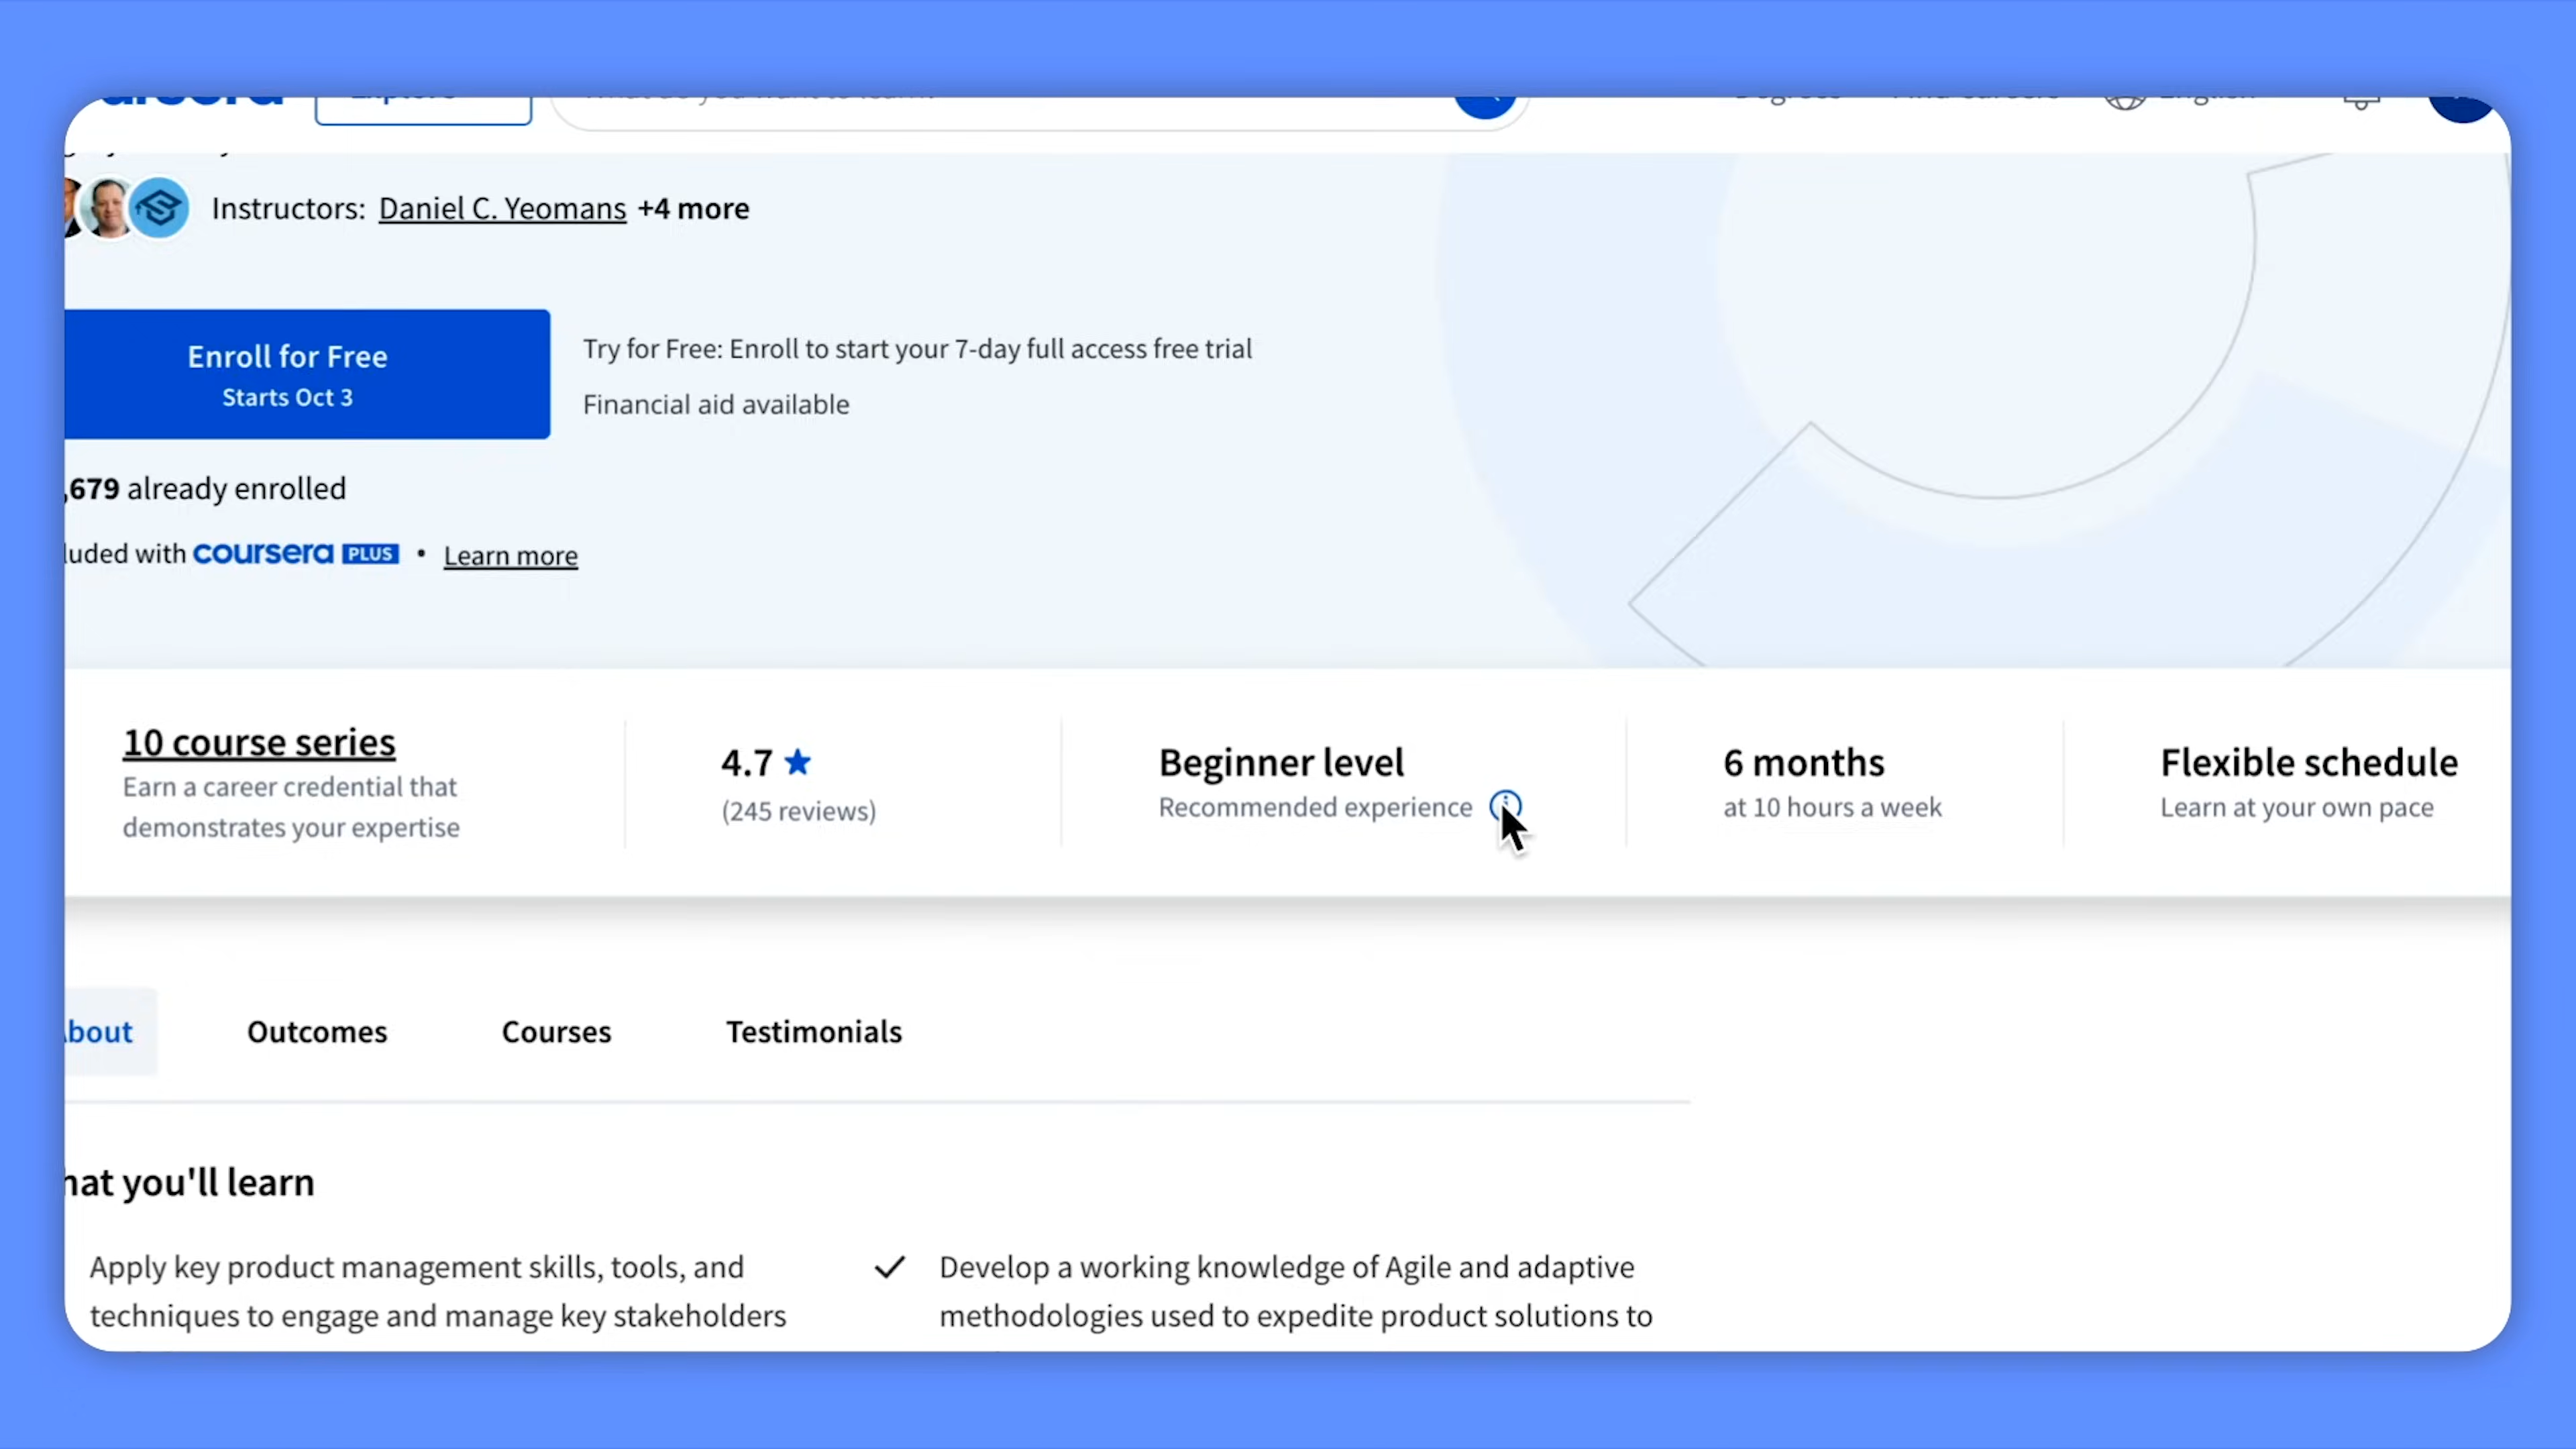 Instructors: Daniel C. Yeomans +4 more
Enroll for Free
Starts Oct 3
Try for Free: Enroll to start your 7-day full access free trial
Financial aid available
,679 already enrolled
luded with coursera PLUS • Learn more
10 course series
Earn a career credential that
demonstrates your expertise
4.7 ★
(245 reviews)
Beginner level
Recommended experience
6 months
at 10 hours a week
Flexible schedule
Learn at your own pace
About
Outcomes
Courses
Testimonials
hat you'll learn
Apply key product management skills, tools, and
techniques to engage and manage key stakeholders
Develop a working knowledge of Agile and adaptive
methodologies used to expedite product solutions to